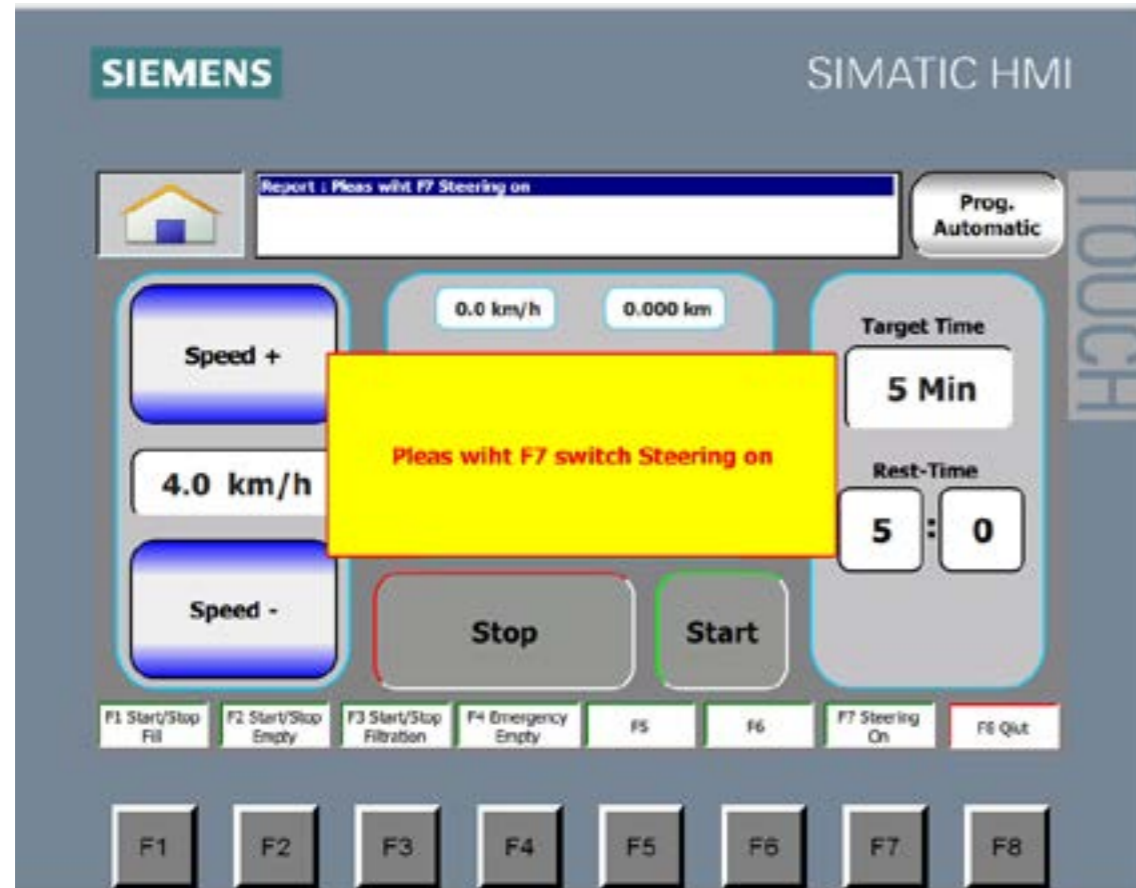 SIEMENS
SIMATIC HMI
TOUCH
Report : Pleas wiht F7 Steering on
Prog.
Automatic
0.0 km/h
0.000 km
Speed +
Target Time
5 Min
Pleas wiht F7 switch Steering on
4.0 km/h
Rest-Time
5 : 0
Speed -
Stop
Start
F1 Start/Stop
Fill
F2 Start/Stop
Empty
F3 Start/Stop
Filtration
F4 Emergency
Empty
F5
F6
F7 Steering
On
F8 Qiut
F1
F2
F3
F4
F5
F6
F7
F8